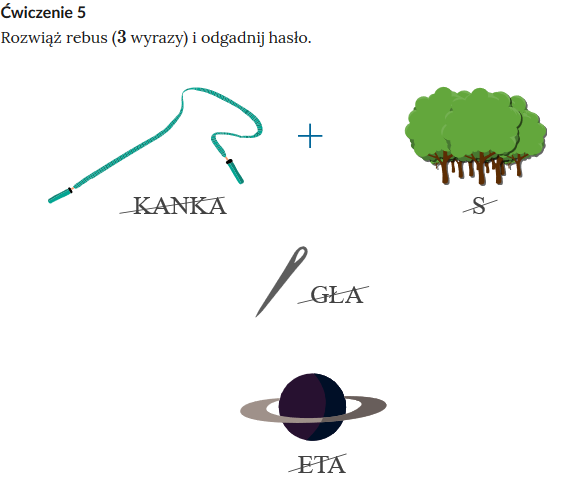 Ćwiczenie 5
Rozwiąż rebus (3 wyrazy) i odgadnij hasło.
+
KANKA
S
GŁA
ETA